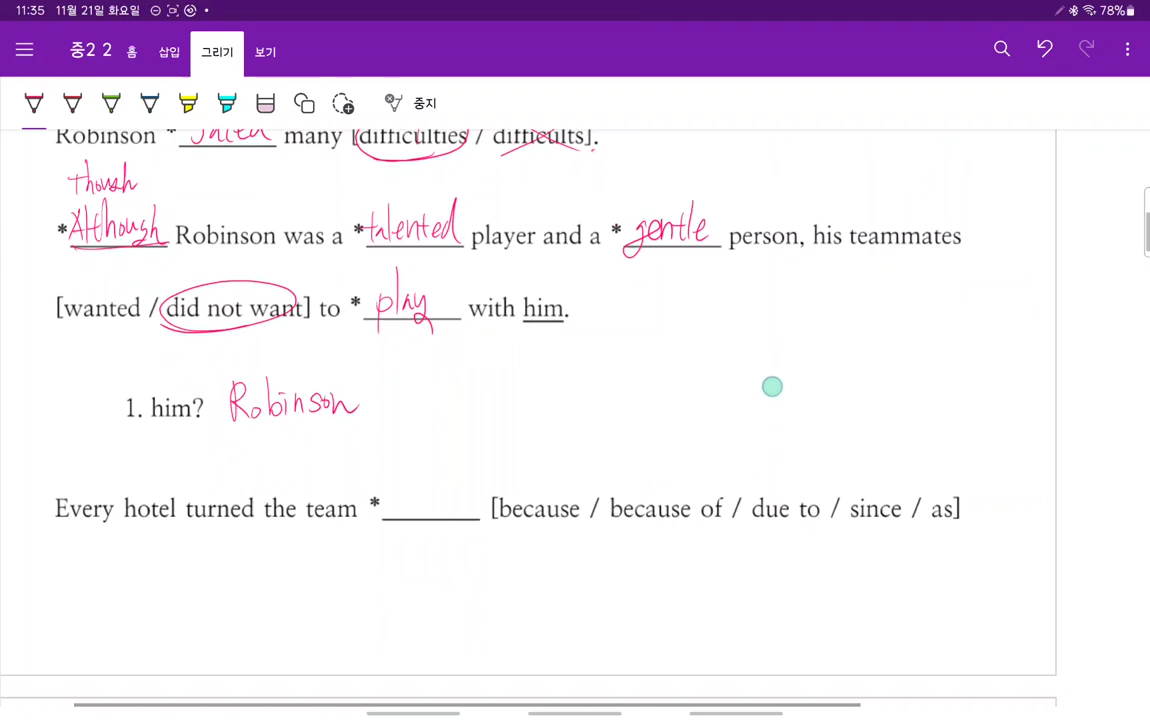 11:35 11월 21일 화요일 78%
중2 2 홈 삽입 그리기 보기
중지
Robinson * many [difficulties / difficults].
though
*Although Robinson was a *talented player and a *gentle person, his teammates
[wanted / did not want] to *play with him.
1. him? Robinson
Every hotel turned the team *________ [because / because of / due to / since / as]